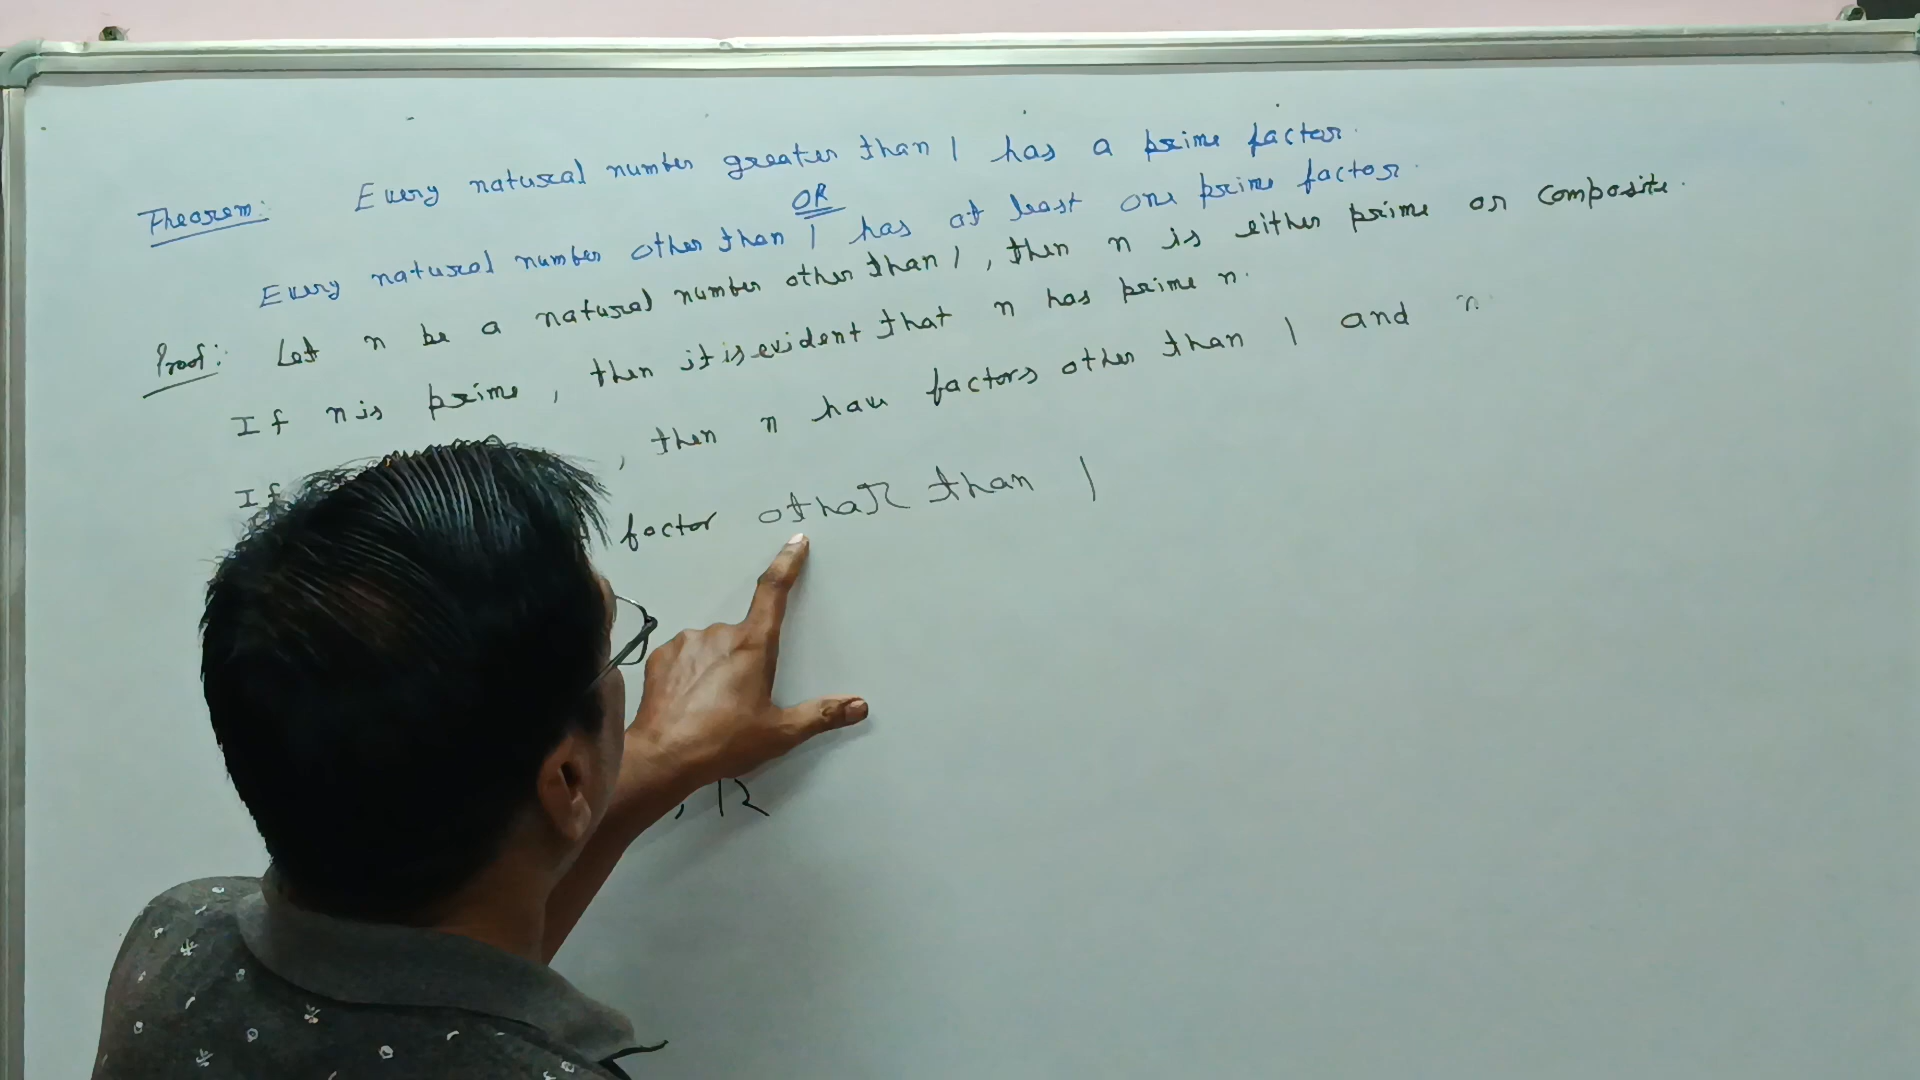 Theorem: Every natural number greater than 1 has a prime factor.
OR
Every natural number other than 1 has at least one prime factor.
Proof: Let n be a natural number other than 1, then n is either prime or composite.
If n is prime, then it is evident that n has prime n.
If , then n have factors other than 1 and n.
factor other than 1
, 12